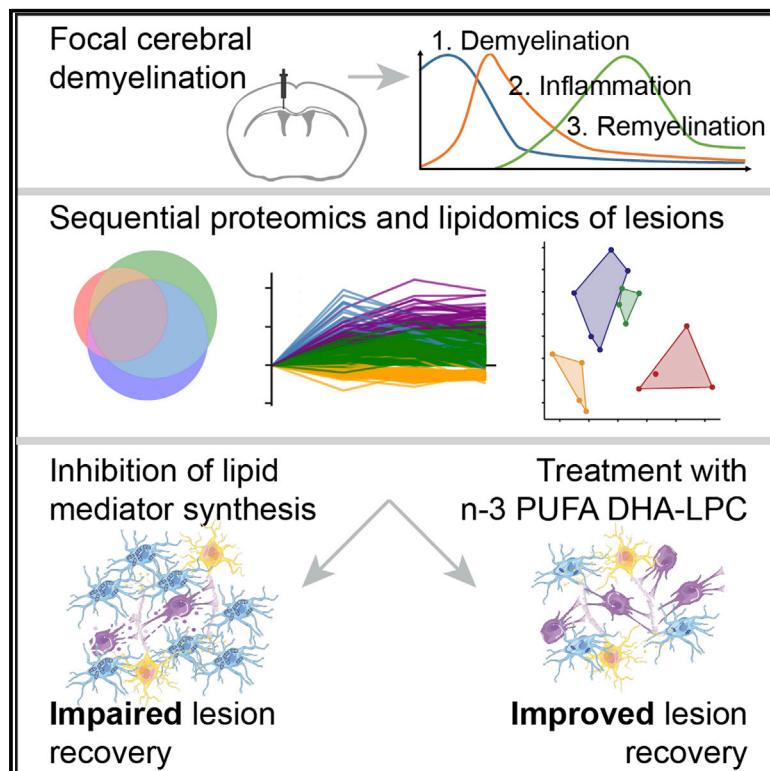 Focal cerebral
demyelination
1. Demyelination
2. Inflammation
3. Remyelination
Sequential proteomics and lipidomics of lesions
Inhibition of lipid
mediator synthesis
Treatment with
n-3 PUFA DHA-LPC
Impaired lesion
recovery
Improved lesion
recovery